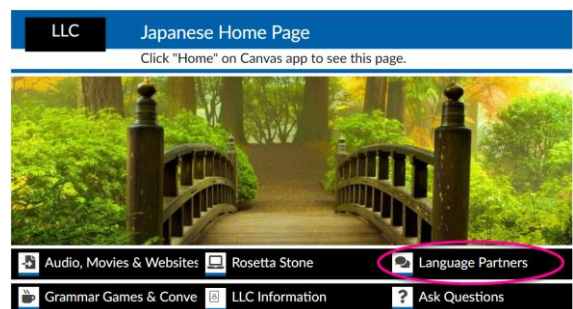 LLC Japanese Home Page
Click "Home" on Canvas app to see this page.
Audio, Movies & Websites Rosetta Stone Language Partners
Grammar Games & Conve LLC Information ? Ask Questions